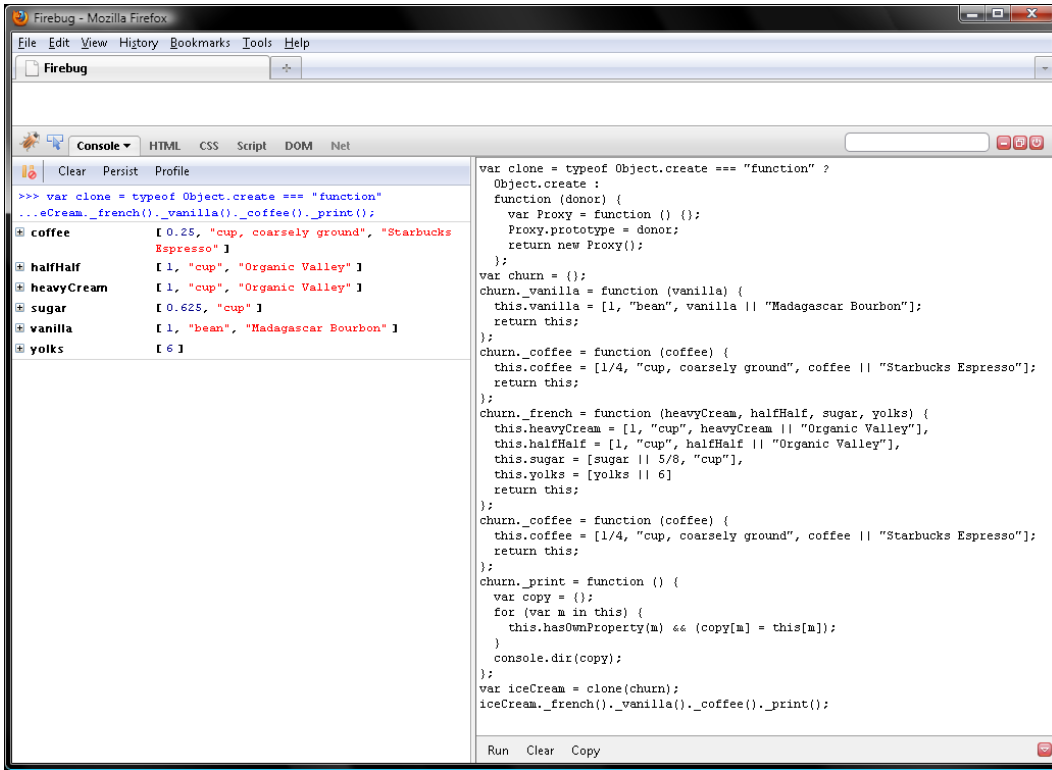 Firebug - Mozilla Firefox
File Edit View History Bookmarks Tools Help
Firebug
Console HTML CSS Script DOM Net
Clear Persist Profile
>>> var clone = typeof Object.create === "function"
...eCream._french()._vanilla()._coffee()._print();
coffee [ 0.25, "cup, coarsely ground", "Starbucks
Espresso" ]
halfHalf [ 1, "cup", "Organic Valley" ]
heavyCream [ 1, "cup", "Organic Valley" ]
sugar [ 0.625, "cup" ]
vanilla [ 1, "bean", "Madagascar Bourbon" ]
yolks [ 6 ]
var clone = typeof Object.create === "function" ?
  Object.create :
  function (donor) {
    var Proxy = function () {};
    Proxy.prototype = donor;
    return new Proxy();
  };
var churn = {};
churn._vanilla = function (vanilla) {
  this.vanilla = [1, "bean", vanilla || "Madagascar Bourbon"];
  return this;
};
churn._coffee = function (coffee) {
  this.coffee = [1/4, "cup, coarsely ground", coffee || "Starbucks Espresso"];
  return this;
};
churn._french = function (heavyCream, halfHalf, sugar, yolks) {
  this.heavyCream = [1, "cup", heavyCream || "Organic Valley"],
  this.halfHalf = [1, "cup", halfHalf || "Organic Valley"],
  this.sugar = [sugar || 5/8, "cup"],
  this.yolks = [yolks || 6]
  return this;
};
churn._coffee = function (coffee) {
  this.coffee = [1/4, "cup, coarsely ground", coffee || "Starbucks Espresso"];
  return this;
};
churn._print = function () {
  var copy = {};
  for (var m in this) {
    this.hasOwnProperty(m) && (copy[m] = this[m]);
  }
  console.dir(copy);
};
var iceCream = clone(churn);
iceCream._french()._vanilla()._coffee()._print();
Run Clear Copy